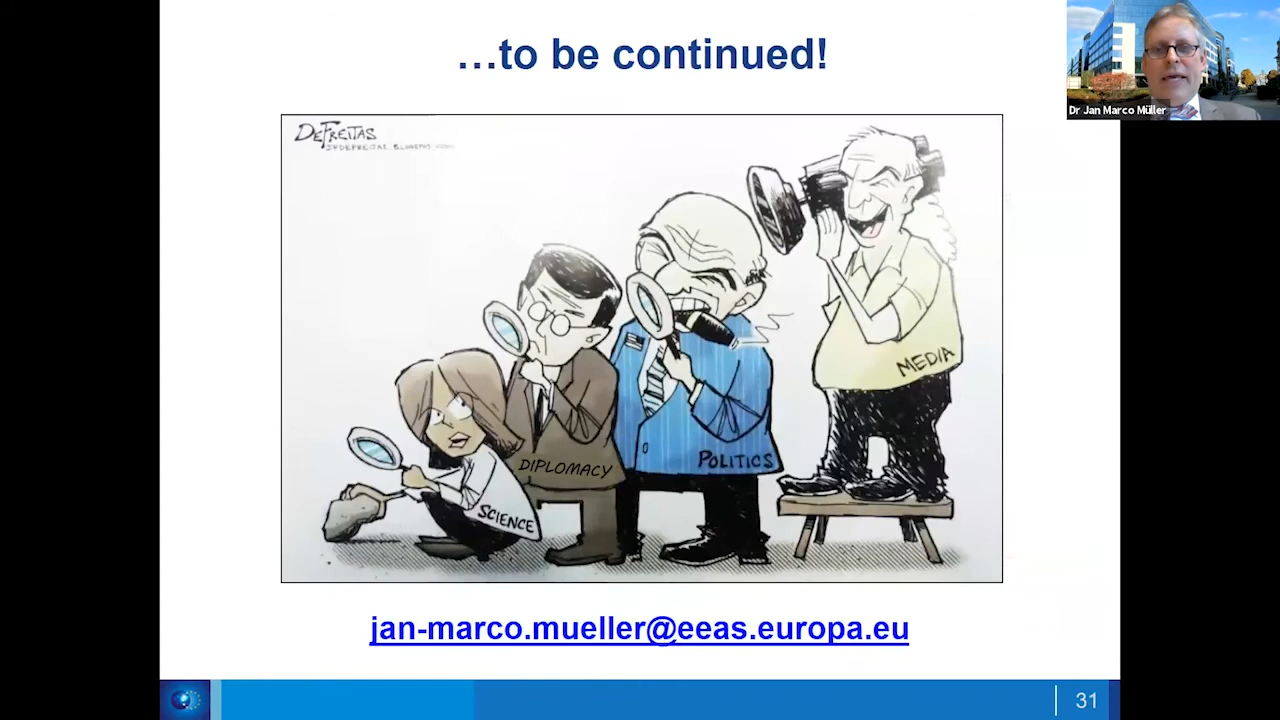 …to be continued!
Dr Jan Marco Müller
DEFREITAS
SCIENCE
DIPLOMACY
POLITICS
MEDIA
jan-marco.mueller@eeas.europa.eu
31